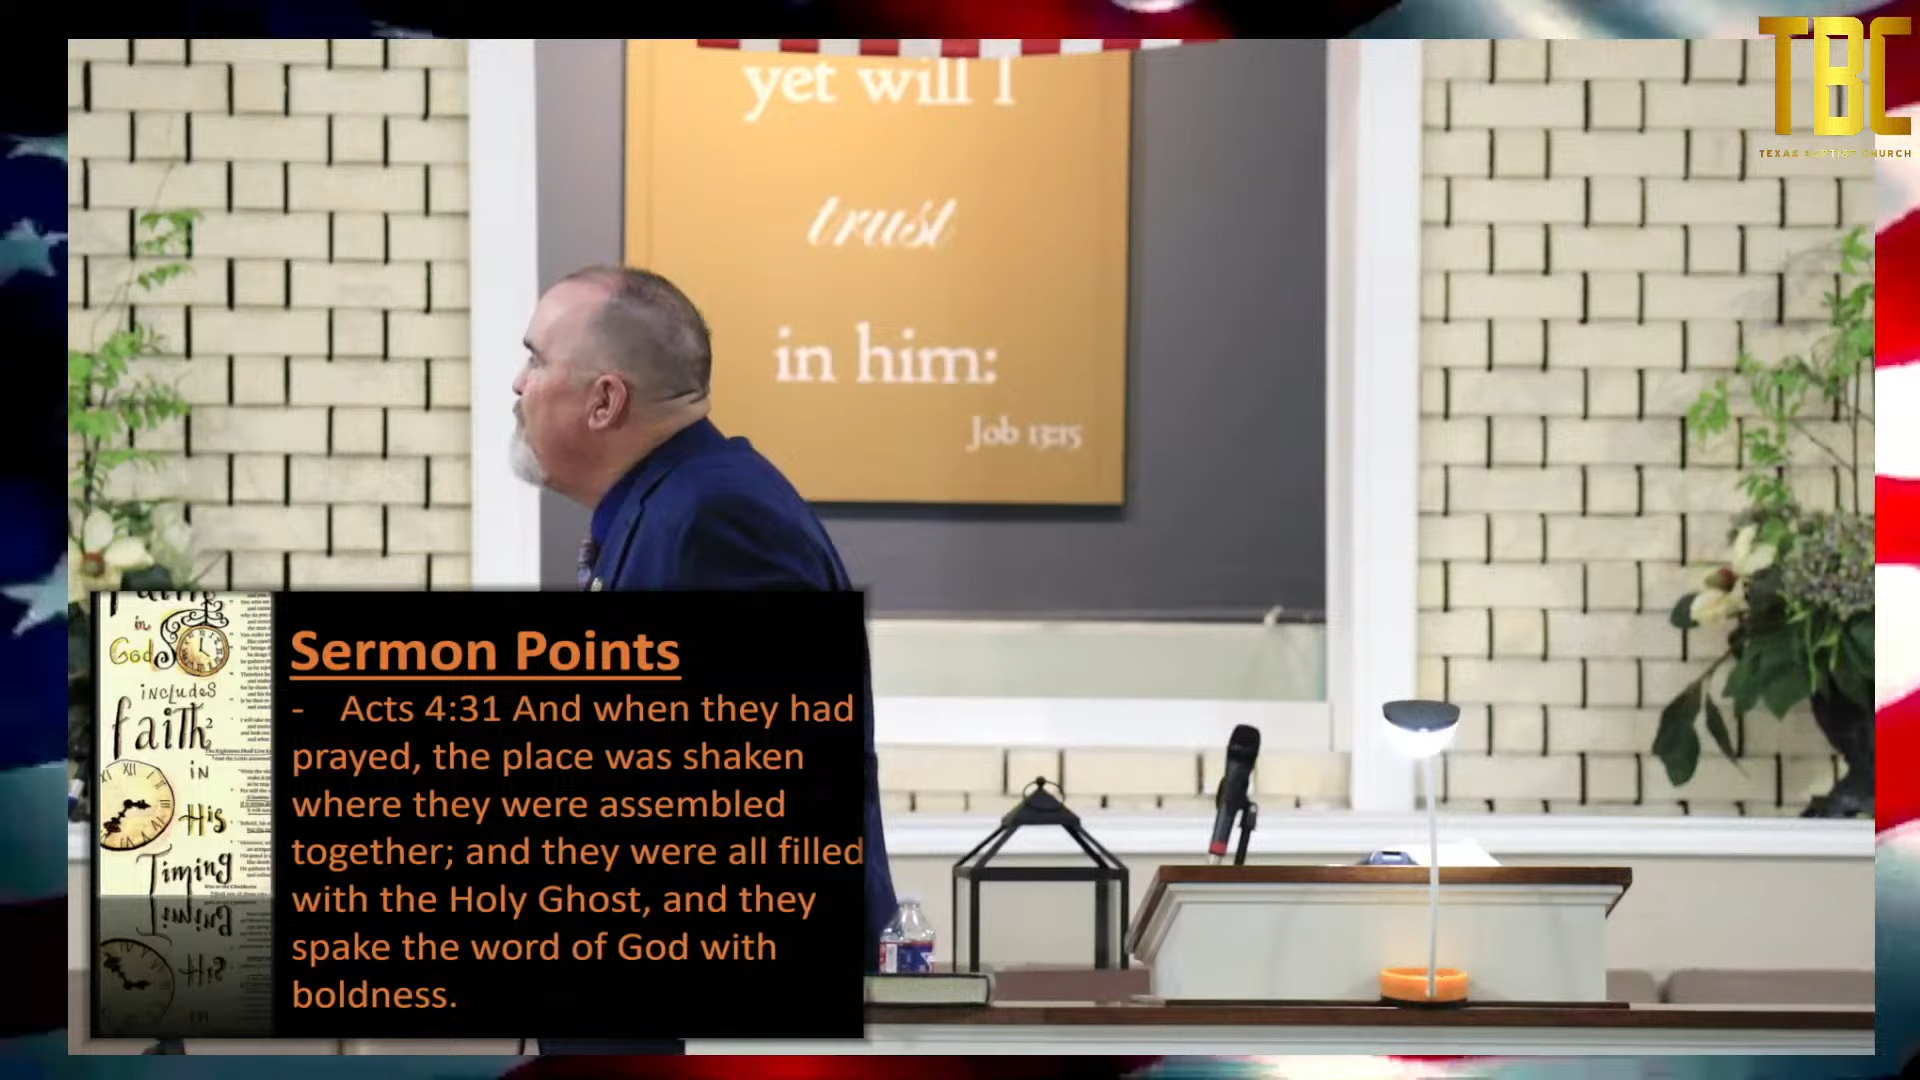 TBC
TEXAS BAPTIST CHURCH
yet will I
trust
in him:
Job 13:15
in
God's
includes
faith
in
His
Timing
Sermon Points
- Acts 4:31 And when they had
prayed, the place was shaken
where they were assembled
together; and they were all filled
with the Holy Ghost, and they
spake the word of God with
boldness.